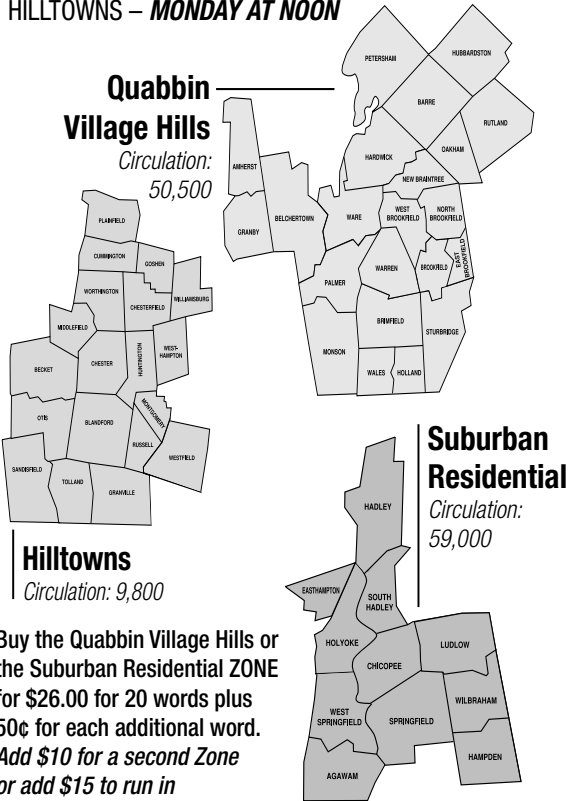 HILLTOWNS – MONDAY AT NOON
Quabbin
Village Hills
Circulation:
50,500
PETERSHAM
HUBBARDSTON
BARRE
RUTLAND
OAKHAM
HARDWICK
NEW BRAINTREE
AMHERST
BELCHERTOWN
GRANBY
WARE
WEST
BROOKFIELD
NORTH
BROOKFIELD
EAST
BROOKFIELD
BROOKFIELD
WARREN
PALMER
BRIMFIELD
STURBRIDGE
MONSON
WALES
HOLLAND
PLAINFIELD
CUMMINGTON
GOSHEN
WORTHINGTON
CHESTERFIELD
WILLIAMSBURG
MIDDLEFIELD
WEST-
HAMPTON
HUNTINGTON
CHESTER
BECKET
MONTGOMERY
OTIS
BLANDFORD
RUSSELL
WESTFIELD
SANDISFIELD
TOLLAND
GRANVILLE
Hilltowns
Circulation: 9,800
Suburban
Residential
Circulation:
59,000
HADLEY
EASTHAMPTON
SOUTH
HADLEY
HOLYOKE
CHICOPEE
LUDLOW
WEST
SPRINGFIELD
SPRINGFIELD
WILBRAHAM
HAMPDEN
AGAWAM
Buy the Quabbin Village Hills or
the Suburban Residential ZONE
for $26.00 for 20 words plus
50¢ for each additional word.
Add $10 for a second Zone
or add $15 to run in